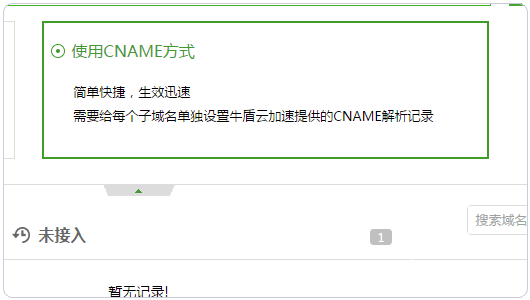 使用CNAME方式
简单快捷，生效迅速
需要给每个子域名单独设置牛盾云加速提供的CNAME解析记录
搜索域名
未接入 1
暂无记录!